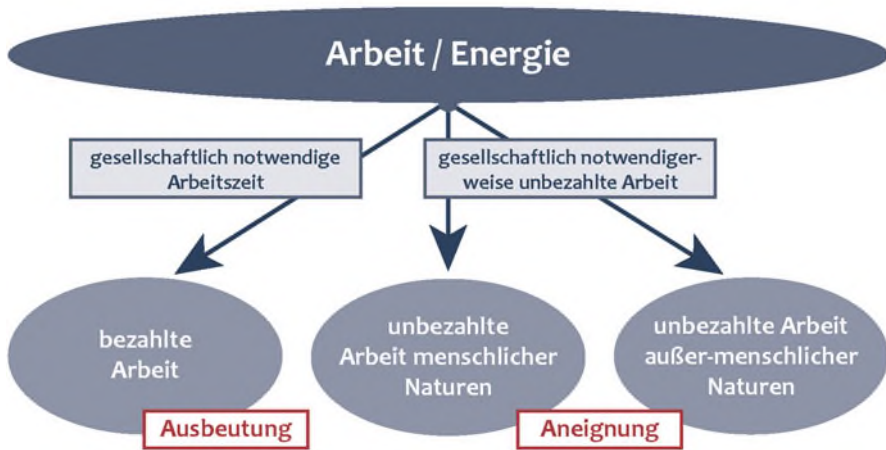 Arbeit / Energie
gesellschaftlich notwendige
Arbeitszeit
gesellschaftlich notwendiger-
weise unbezahlte Arbeit
bezahlte
Arbeit
unbezahlte
Arbeit menschlicher
Naturen
unbezahlte Arbeit
außer-menschlicher
Naturen
Ausbeutung
Aneignung